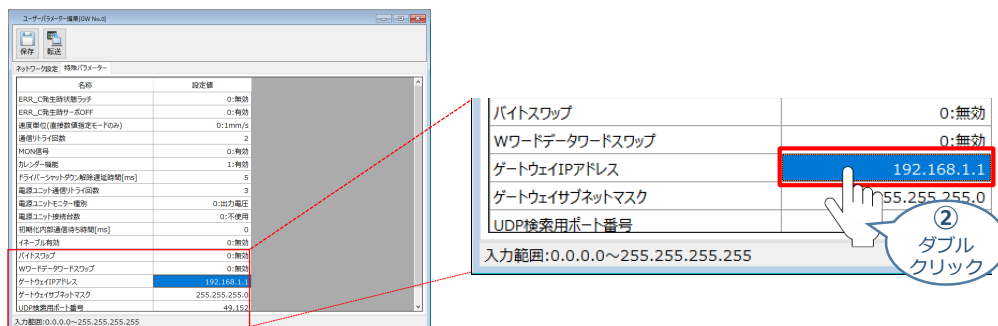 ユーザーパラメーター編集[GW No.0]
保存 転送
ネットワーク設定 特殊パラメーター
名称 設定値
ERR_C発生時状態ラッチ 0:無効
ERR_C発生時サーボOFF 0:有効
速度単位(直接数値指定モードのみ) 0:1mm/s
通信リトライ回数 2
MON信号 0:有効
カレンダー機能 1:有効
ドライバーシャットダウン解除遅延時間[ms] 5
電源ユニット通信リトライ回数 3
電源ユニットモニター種別 0:出力電圧
電源ユニット接続台数 0:不使用
初期化内部通信待ち時間[ms] 0
イネーブル有効 0:無効
バイトスワップ 0:無効
Wワードデータワードスワップ 0:無効
ゲートウェイIPアドレス 192.168.1.1
ゲートウェイサブネットマスク 255.255.255.0
UDP検索用ポート番号 49,152
入力範囲:0.0.0.0～255.255.255.255
バイトスワップ 0:無効
Wワードデータワードスワップ 0:無効
ゲートウェイIPアドレス 192.168.1.1
ゲートウェイサブネットマスク 255.255.255.0
UDP検索用ポート番号
入力範囲:0.0.0.0～255.255.255.255
②
ダブル
クリック